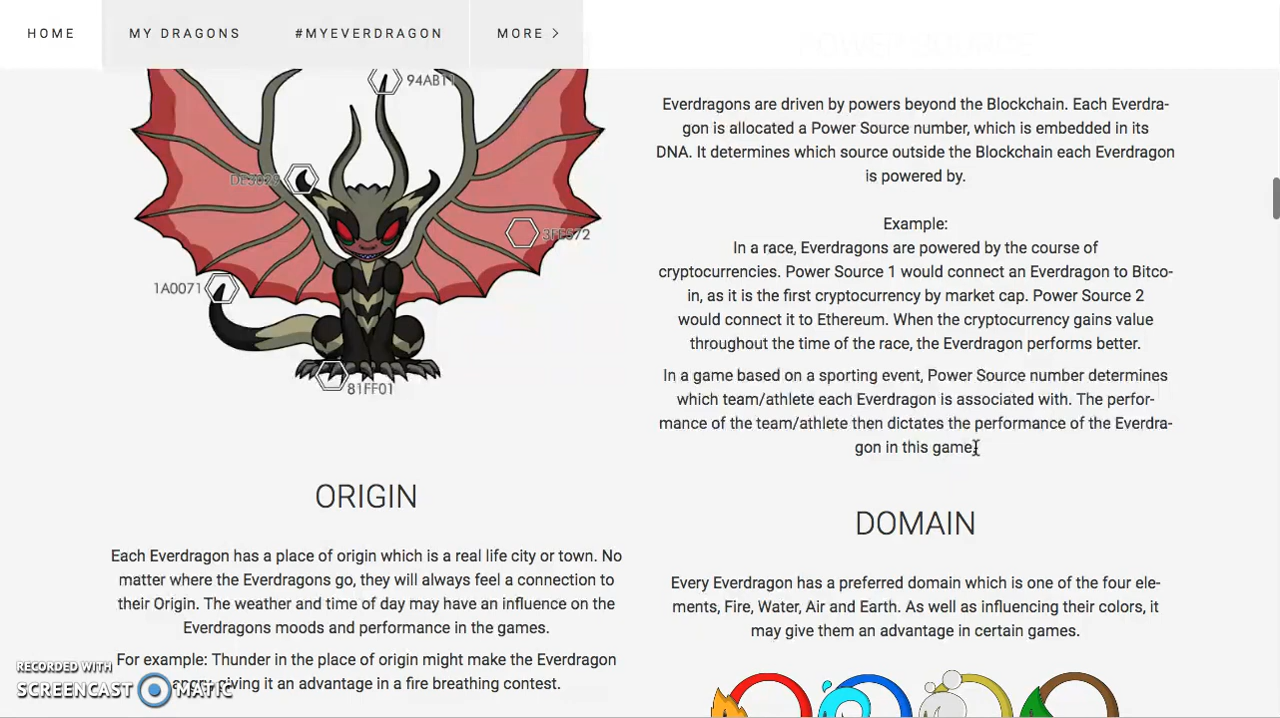 HOME
MY DRAGONS
#MYEVERDRAGON
MORE
94AB11
3FE572
1A0071
81FF01
ORIGIN
Each Everdragon has a place of origin which is a real life city or town. No
matter where the Everdragons go, they will always feel a connection to
their Origin. The weather and time of day may have an influence on the
Everdragons moods and performance in the games.
For example: Thunder in the place of origin might make the Everdragon
giving it an advantage in a fire breathing contest.
POWER SOURCE
Everdragons are driven by powers beyond the Blockchain. Each Everdra-
gon is allocated a Power Source number, which is embedded in its
DNA. It determines which source outside the Blockchain each Everdragon
is powered by.
Example:
In a race, Everdragons are powered by the course of
cryptocurrencies. Power Source 1 would connect an Everdragon to Bitco-
in, as it is the first cryptocurrency by market cap. Power Source 2
would connect it to Ethereum. When the cryptocurrency gains value
throughout the time of the race, the Everdragon performs better.
In a game based on a sporting event, Power Source number determines
which team/athlete each Everdragon is associated with. The perfor-
mance of the team/athlete then dictates the performance of the Everdra-
gon in this game.
DOMAIN
Every Everdragon has a preferred domain which is one of the four ele-
ments, Fire, Water, Air and Earth. As well as influencing their colors, it
may give them an advantage in certain games.
RECORDED WITH
SCREENCAST MATIC